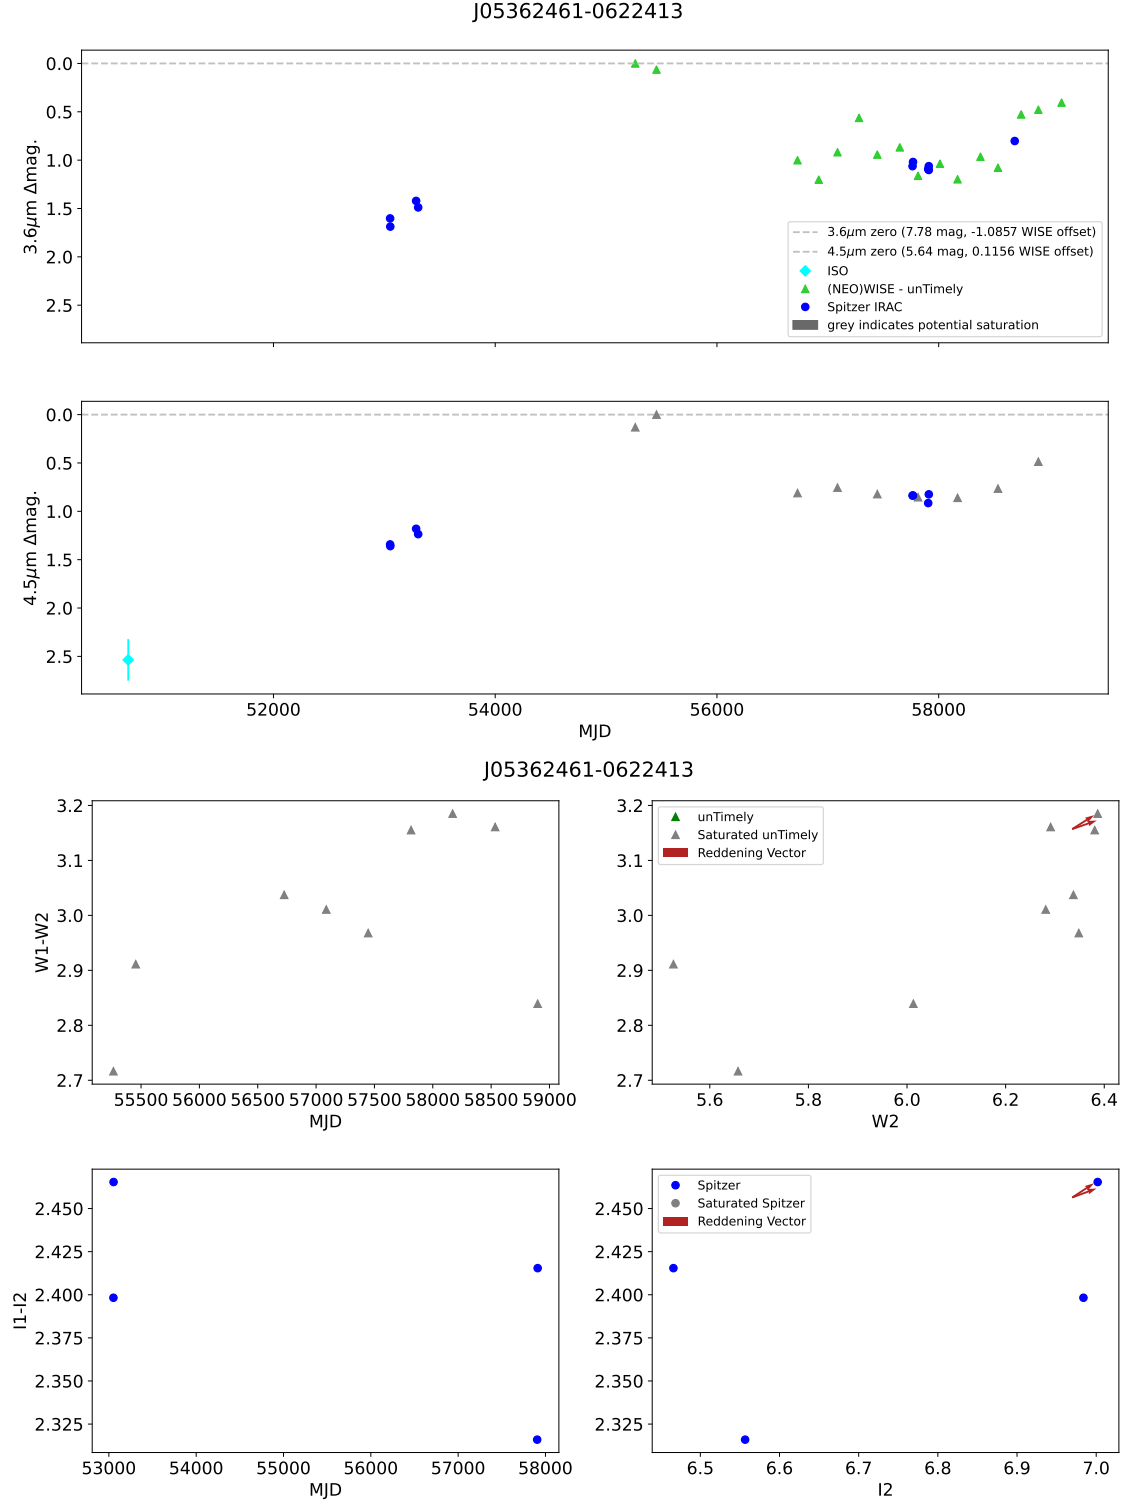 J05362461-0622413
0.0
0.5
1.0
1.5
2.0
2.5
3.6μm Δmag.
3.6μm zero (7.78 mag, -1.0857 WISE offset)
4.5μm zero (5.64 mag, 0.1156 WISE offset)
ISO
(NEO)WISE - unTimely
Spitzer IRAC
grey indicates potential saturation
0.0
0.5
1.0
1.5
2.0
2.5
4.5μm Δmag.
52000 54000 56000 58000
MJD
J05362461-0622413
3.2
3.1
3.0
2.9
2.8
2.7
W1-W2
55500 56000 56500 57000 57500 58000 58500 59000
MJD
3.2
3.1
3.0
2.9
2.8
2.7
unTimely
Saturated unTimely
Reddening Vector
5.6 5.8 6.0 6.2 6.4
W2
2.450
2.425
2.400
2.375
2.350
2.325
I1-I2
53000 54000 55000 56000 57000 58000
MJD
2.450
2.425
2.400
2.375
2.350
2.325
Spitzer
Saturated Spitzer
Reddening Vector
6.5 6.6 6.7 6.8 6.9 7.0
I2